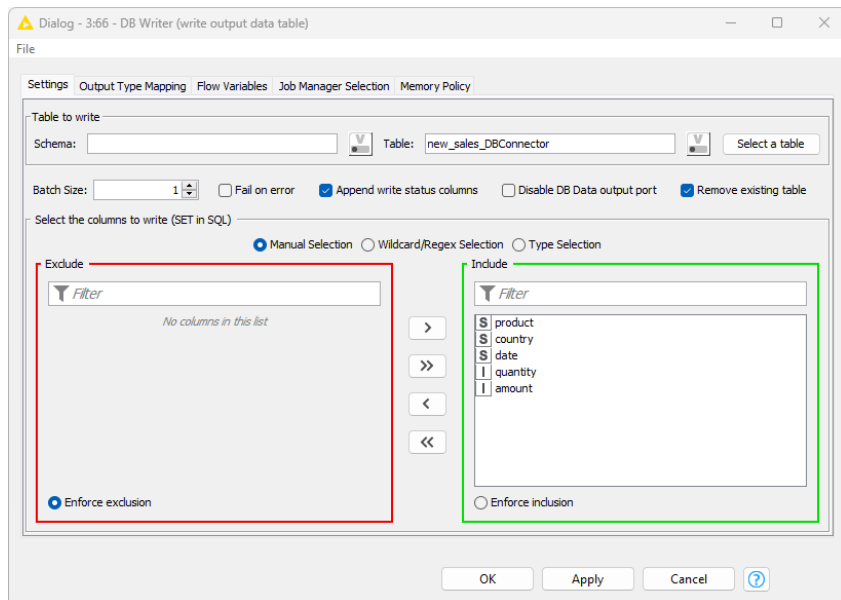 Dialog - 3:66 - DB Writer (write output data table)
File
Settings Output Type Mapping Flow Variables Job Manager Selection Memory Policy
Table to write
Schema: V Table: new_sales_DBConnector V Select a table
Batch Size: 1 Fail on error Append write status columns Disable DB Data output port Remove existing table
Select the columns to write (SET in SQL)
Manual Selection Wildcard/Regex Selection Type Selection
Exclude Include
Filter Filter
No columns in this list
S product
S country
S date
I quantity
I amount
> 
>>
<
<<
Enforce exclusion Enforce inclusion
OK Apply Cancel ?